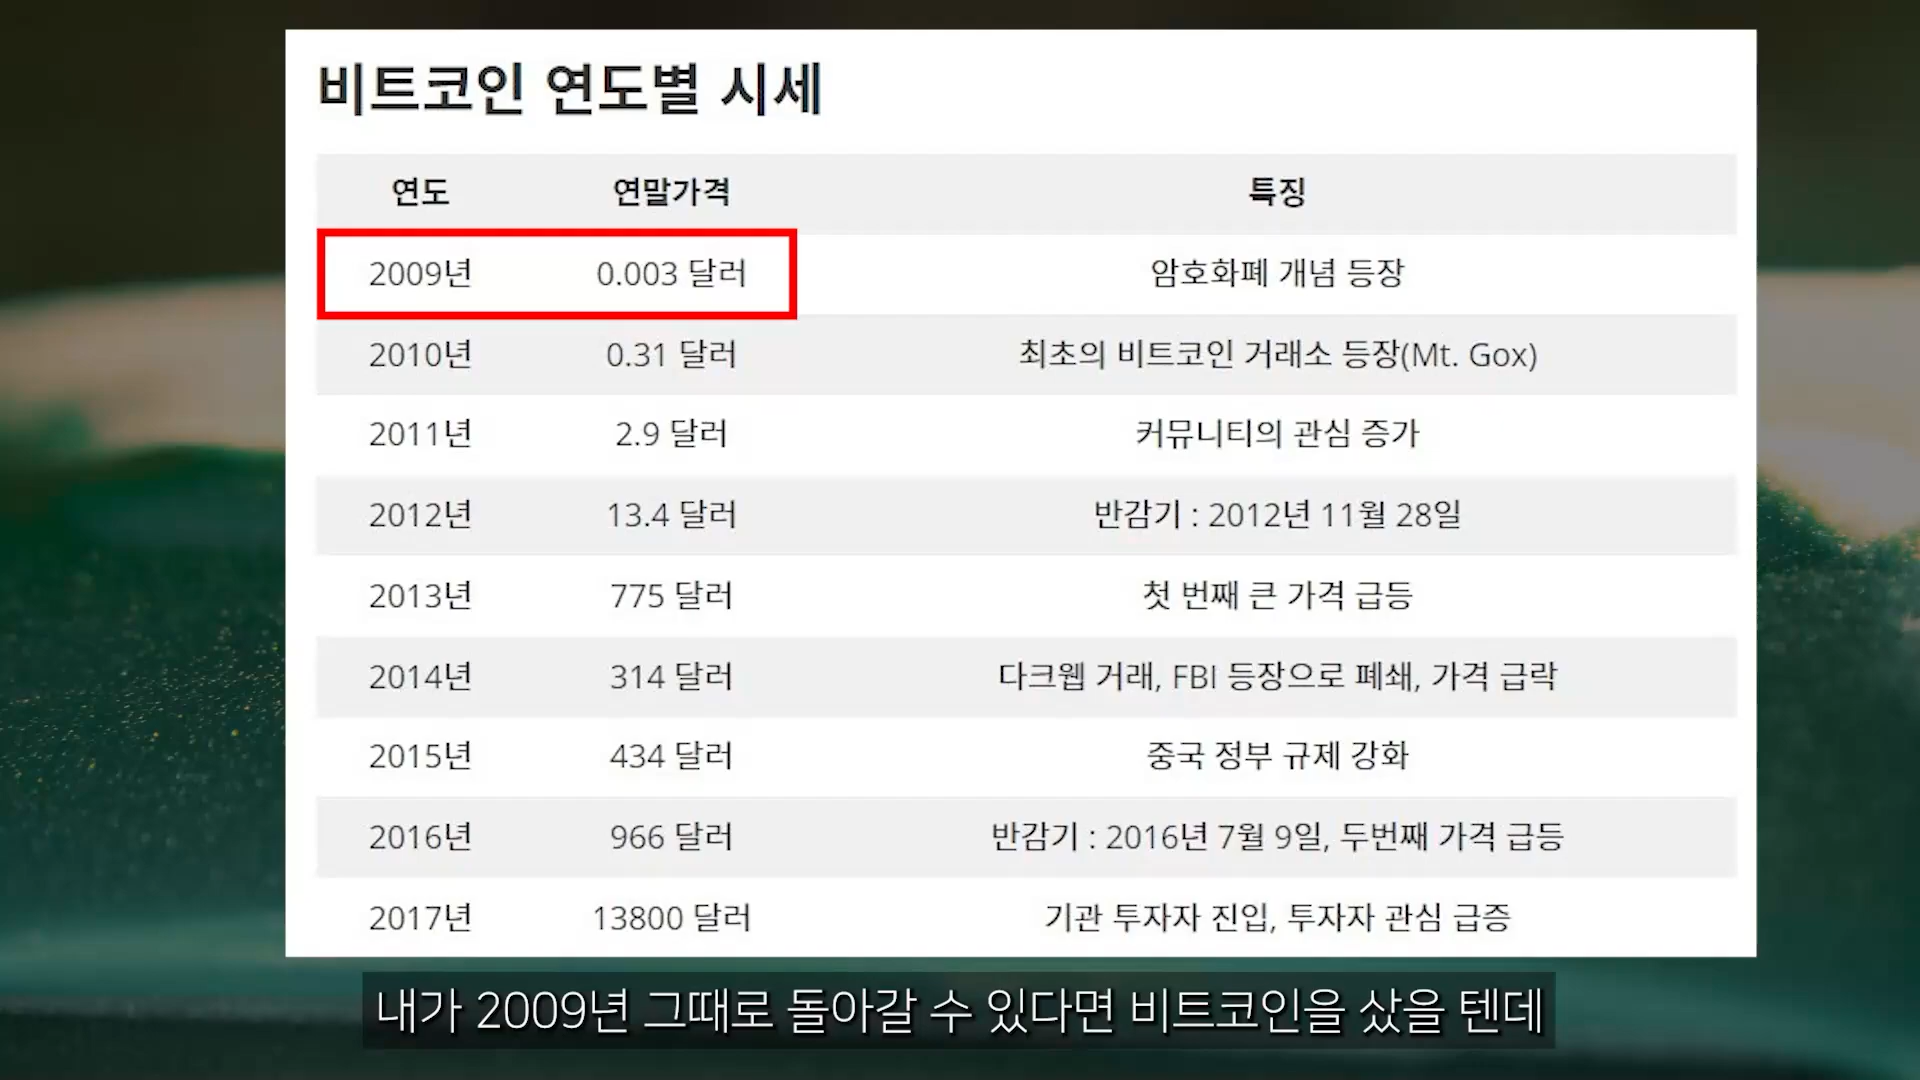 비트코인 연도별 시세
연도 연말가격 특징
2009년 0.003 달러 암호화폐 개념 등장
2010년 0.31 달러 최초의 비트코인 거래소 등장(Mt. Gox)
2011년 2.9 달러 커뮤니티의 관심 증가
2012년 13.4 달러 반감기 : 2012년 11월 28일
2013년 775 달러 첫 번째 큰 가격 급등
2014년 314 달러 다크웹 거래, FBI 등장으로 폐쇄, 가격 급락
2015년 434 달러 중국 정부 규제 강화
2016년 966 달러 반감기 : 2016년 7월 9일, 두번째 가격 급등
2017년 13800 달러 기관 투자자 진입, 투자자 관심 급증
내가 2009년 그때로 돌아갈 수 있다면 비트코인을 샀을 텐데